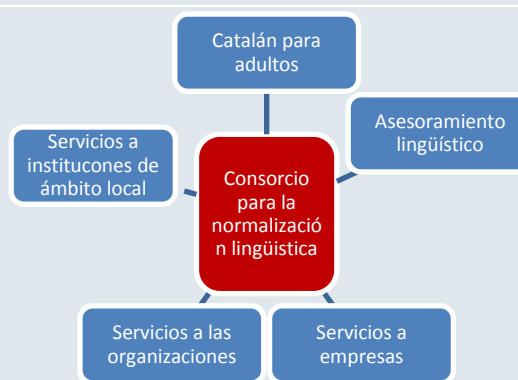 Catalán para
adultos
Asesoramiento
lingüístico
Servicios a
institucones de
ámbito local
Consorcio
para la
normalizació
n lingüistica
Servicios a las
organizaciones
Servicios a
empresas